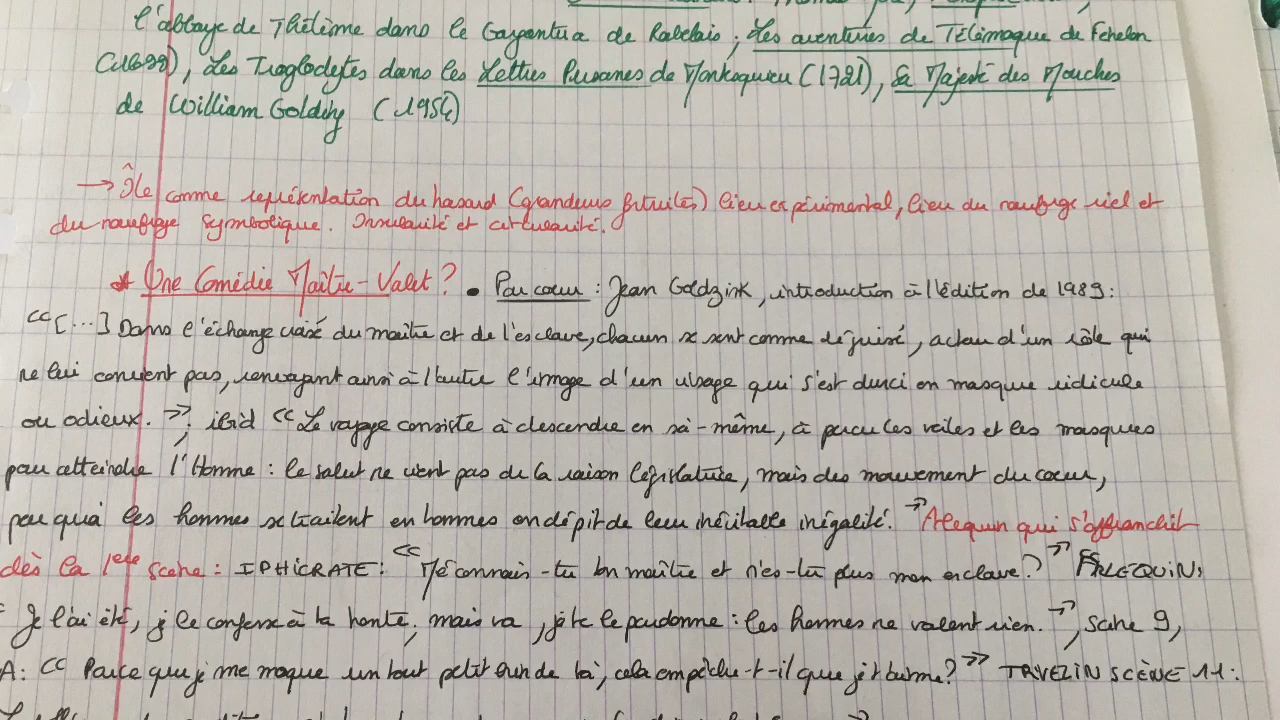 l'abbaye de Thélème dans le Gargantua de Rabelais ; Les aventures de Télémaque de Fénelon
(1699), Les Troglodytes dans les Lettres Persanes de Montesquieu (1721), Sa Majesté des Mouches
de William Golding (1954)
→ Île comme représentation du hasard (grandeurs fortuites) lieu expérimental, lieu du naufrage réel et
du naufrage symbolique. Insularité et circularité.
* Une Comédie Maître-Valet ? • Par cœur : Jean Goldzink, introduction à l'édition de 1989 :
<< [...] Dans l'échange croisé du maître et de l'esclave, chacun se sent comme déguisé, acteur d'un rôle qui
ne lui convient pas, renvoyant ainsi à l'autre l'image d'un visage qui s'est durci en masque ridicule
ou odieux. >> ; ibid << Le voyage consiste à descendre en soi-même, à percer les voiles et les masques
pour atteindre l'Homme : le salut ne vient pas de la raison législatrice, mais des mouvement du cœur,
par quoi les hommes se traitent en hommes en dépit de leur inévitable inégalité. >> Arlequin qui s'affranchit
dès la 1ère scène : IPHICRATE : << Méconnais-tu ton maître et n'es-tu plus mon esclave ? >> ARLEQUIN :
Je l'ai été, je le confesse à ta honte, mais va, je te le pardonne : les hommes ne valent rien. >>, scène 9,
A : << Parce que je me moque un tout petit brin de toi, cela empêche-t-il que je t'aime ? >> TRIVELIN SCÈNE 11 :